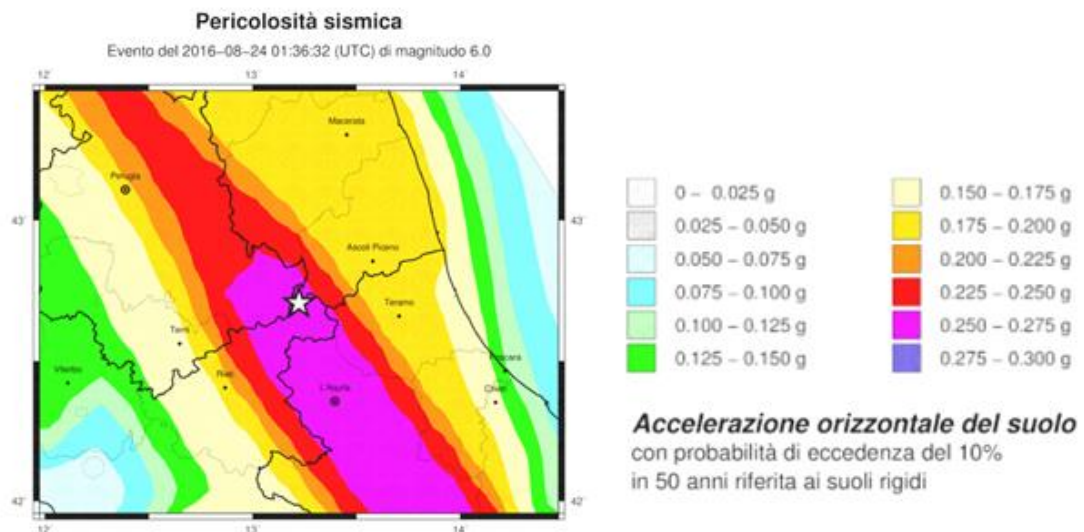 Pericolosità sismica
Evento del 2016–08–24 01:36:32 (UTC) di magnitudo 6.0
12˚ 13˚ 14˚
Macerata
Perugia
43˚ 43˚
Ascoli Piceno
Teramo
Terni
Viterbo
Rieti
Pescara
L'Aquila
Chieti
42˚ 42˚
12˚ 13˚ 14˚
0 – 0.025 g
0.025 – 0.050 g
0.050 – 0.075 g
0.075 – 0.100 g
0.100 – 0.125 g
0.125 – 0.150 g
0.150 – 0.175 g
0.175 – 0.200 g
0.200 – 0.225 g
0.225 – 0.250 g
0.250 – 0.275 g
0.275 – 0.300 g
Accelerazione orizzontale del suolo
con probabilità di eccedenza del 10%
in 50 anni riferita ai suoli rigidi